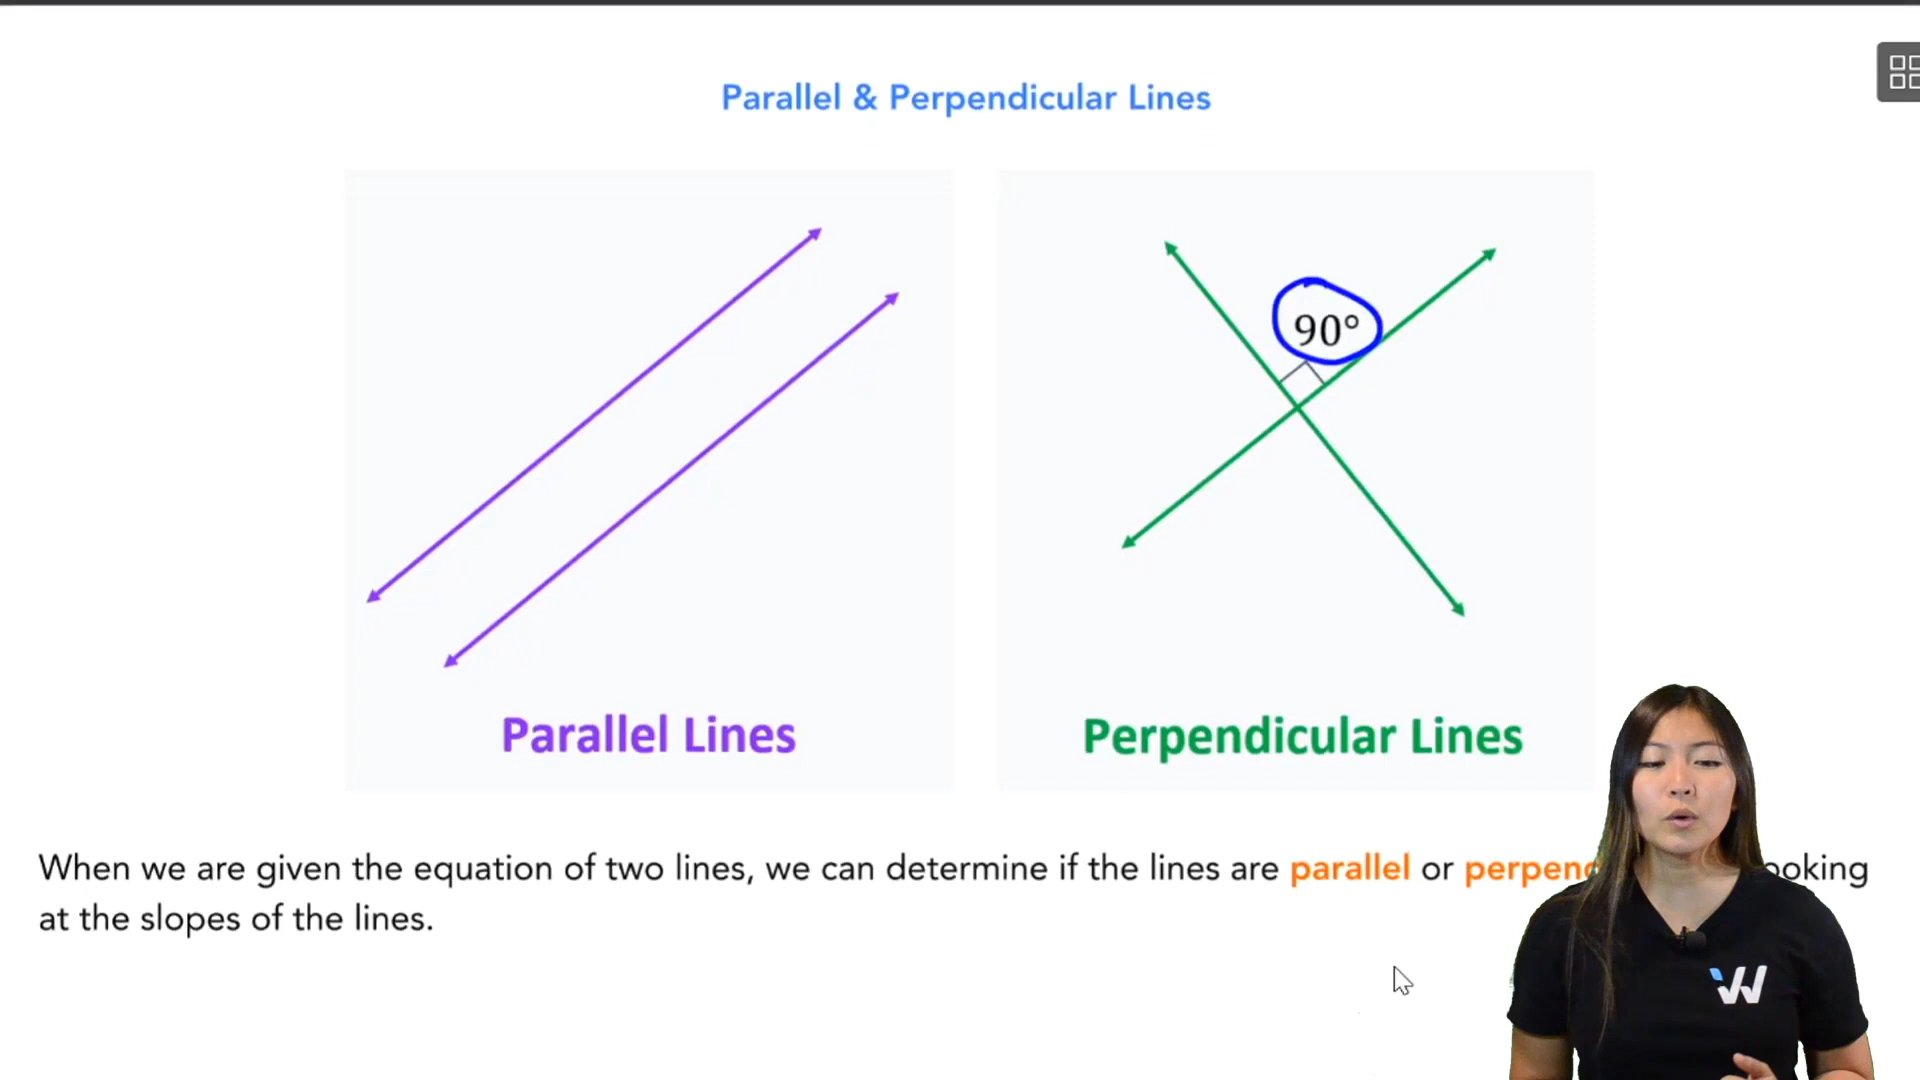 Parallel & Perpendicular Lines
90°
Parallel Lines
Perpendicular Lines
When we are given the equation of two lines, we can determine if the lines are parallel or
at the slopes of the lines.
W